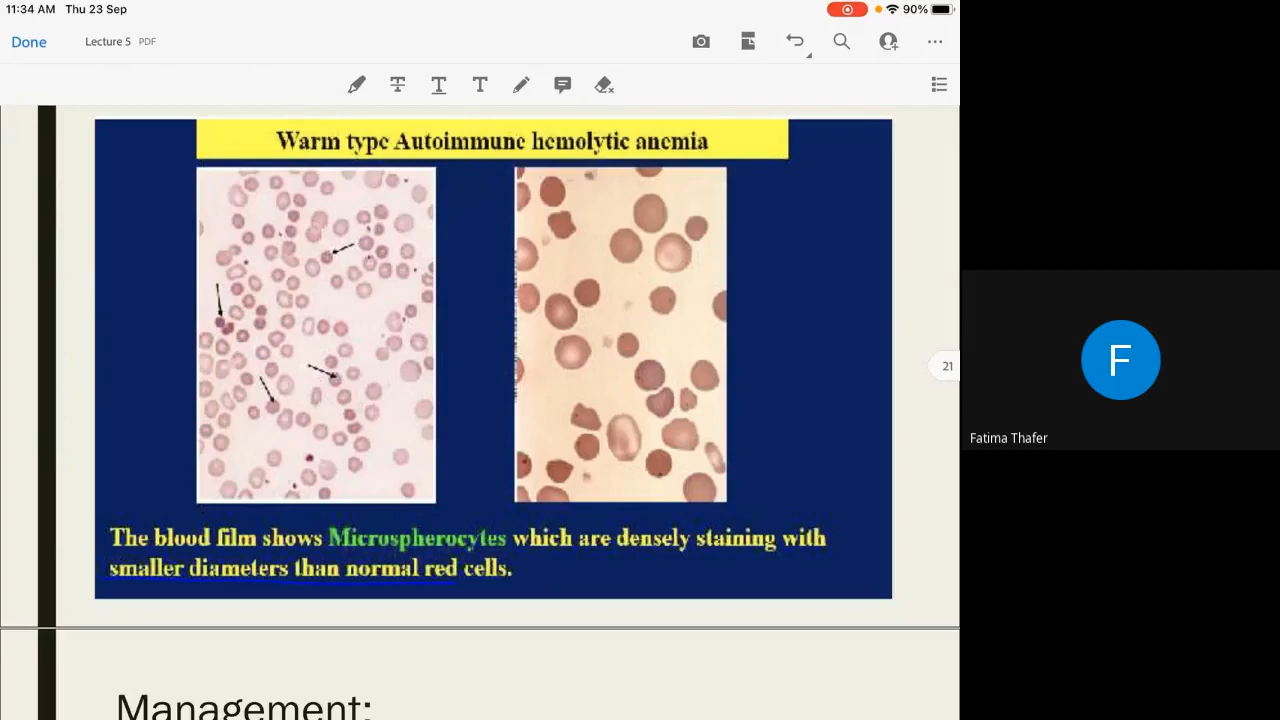 11:34 AM Thu 23 Sep
90%
Done
Lecture 5 PDF
T T
Warm type Autoimmune hemolytic anemia
The blood film shows Microspherocytes which are densely staining with
smaller diameters than normal red cells.
21
Management:
F
Fatima Thafer